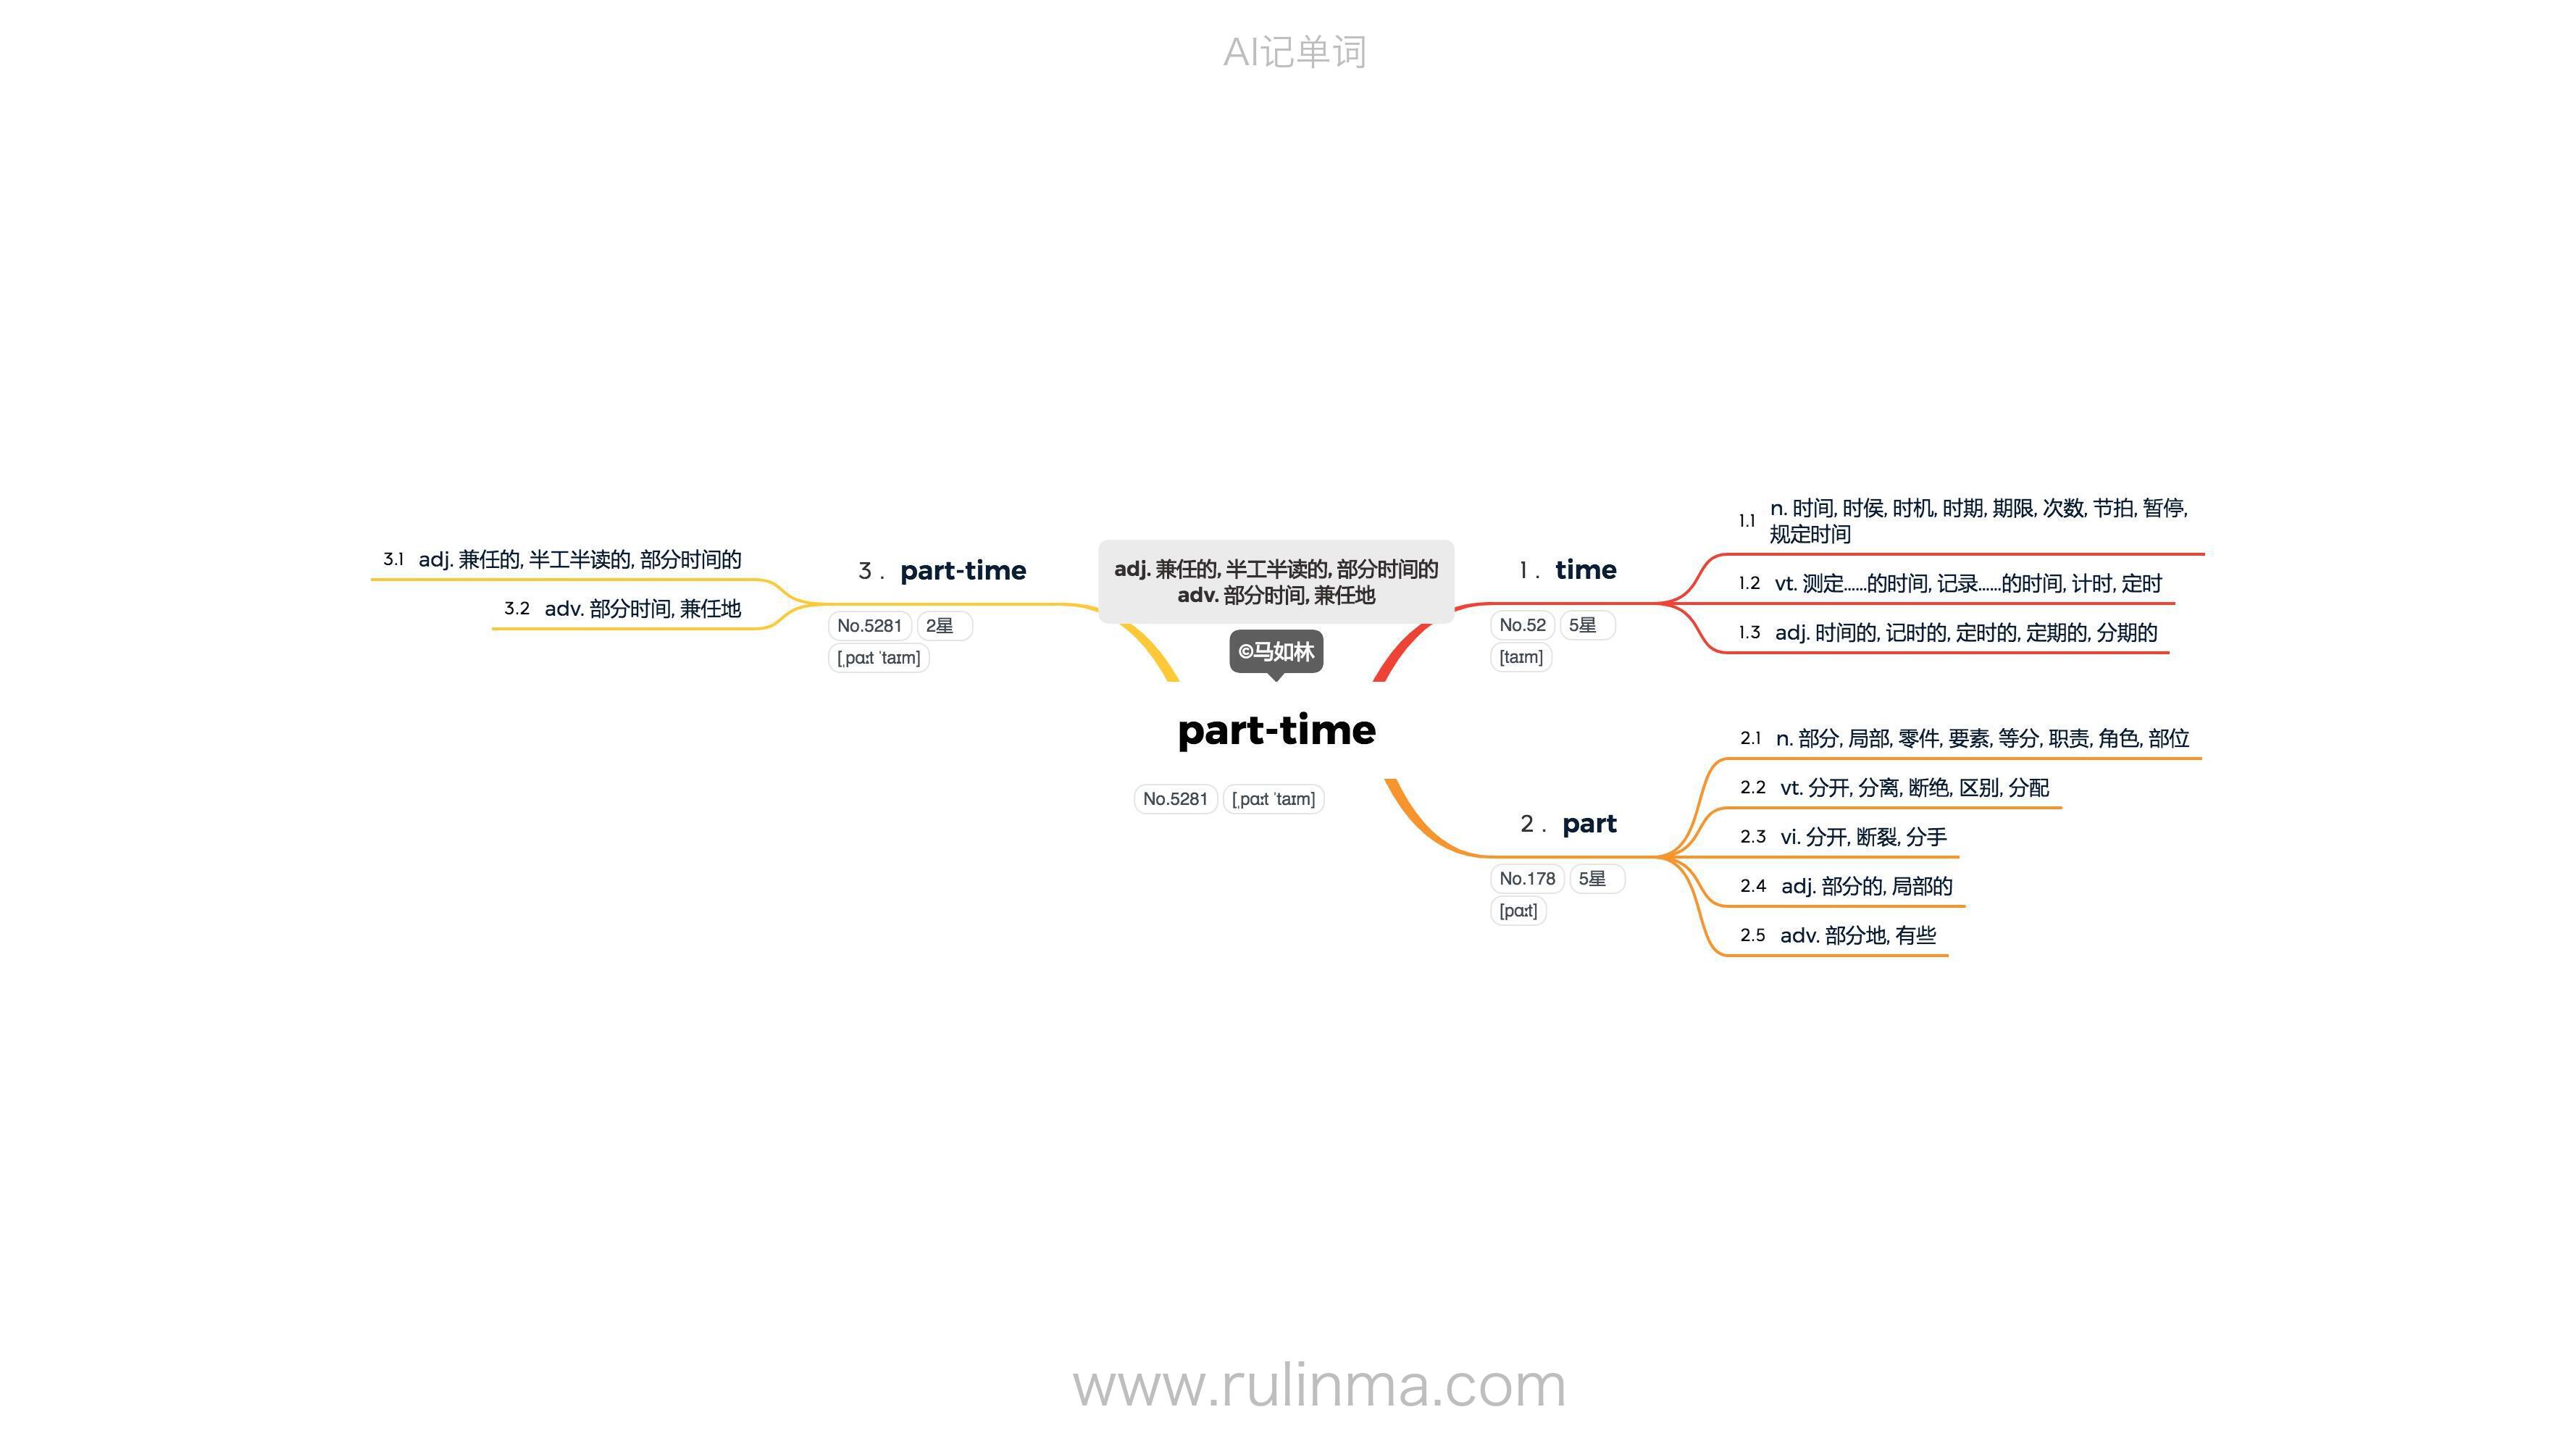 AI记单词
adj. 兼任的, 半工半读的, 部分时间的
adv. 部分时间, 兼任地
©马如林
part-time
No.5281 [ˌpɑːt ˈtaɪm]
1. time
No.52 5星
[taɪm]
1.1 n. 时间, 时侯, 时机, 时期, 期限, 次数, 节拍, 暂停,
规定时间
1.2 vt. 测定……的时间, 记录……的时间, 计时, 定时
1.3 adj. 时间的, 记时的, 定时的, 定期的, 分期的
2. part
No.178 5星
[pɑːt]
2.1 n. 部分, 局部, 零件, 要素, 等分, 职责, 角色, 部位
2.2 vt. 分开, 分离, 断绝, 区别, 分配
2.3 vi. 分开, 断裂, 分手
2.4 adj. 部分的, 局部的
2.5 adv. 部分地, 有些
3. part-time
No.5281 2星
[ˌpɑːt ˈtaɪm]
3.1 adj. 兼任的, 半工半读的, 部分时间的
3.2 adv. 部分时间, 兼任地
www.rulinma.com